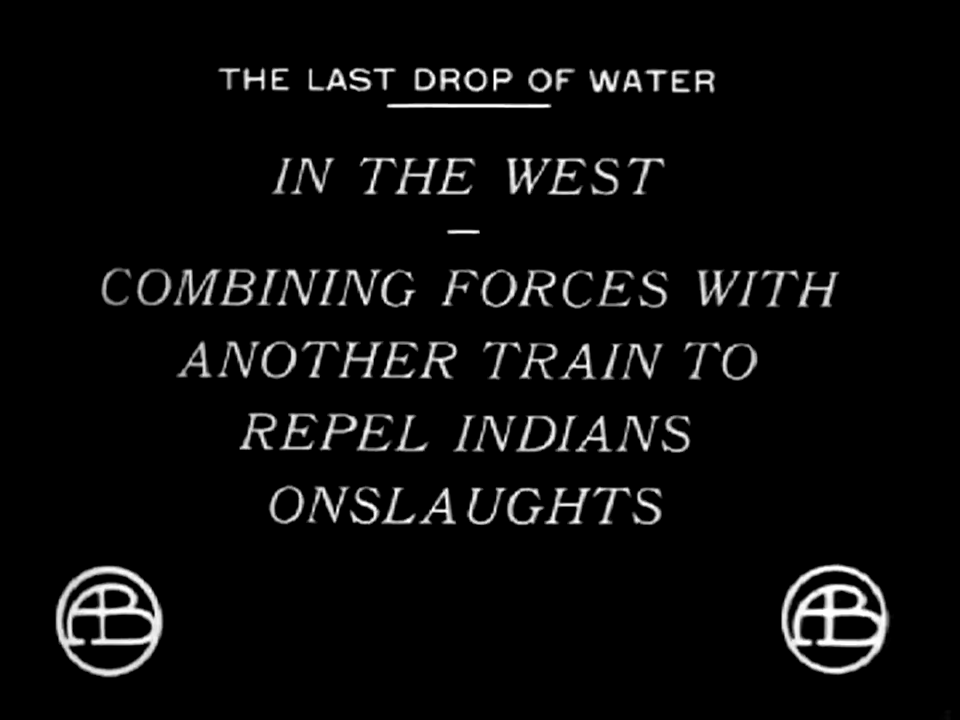 THE LAST DROP OF WATER
IN THE WEST
—
COMBINING FORCES WITH
ANOTHER TRAIN TO
REPEL INDIANS
ONSLAUGHTS
AB AB